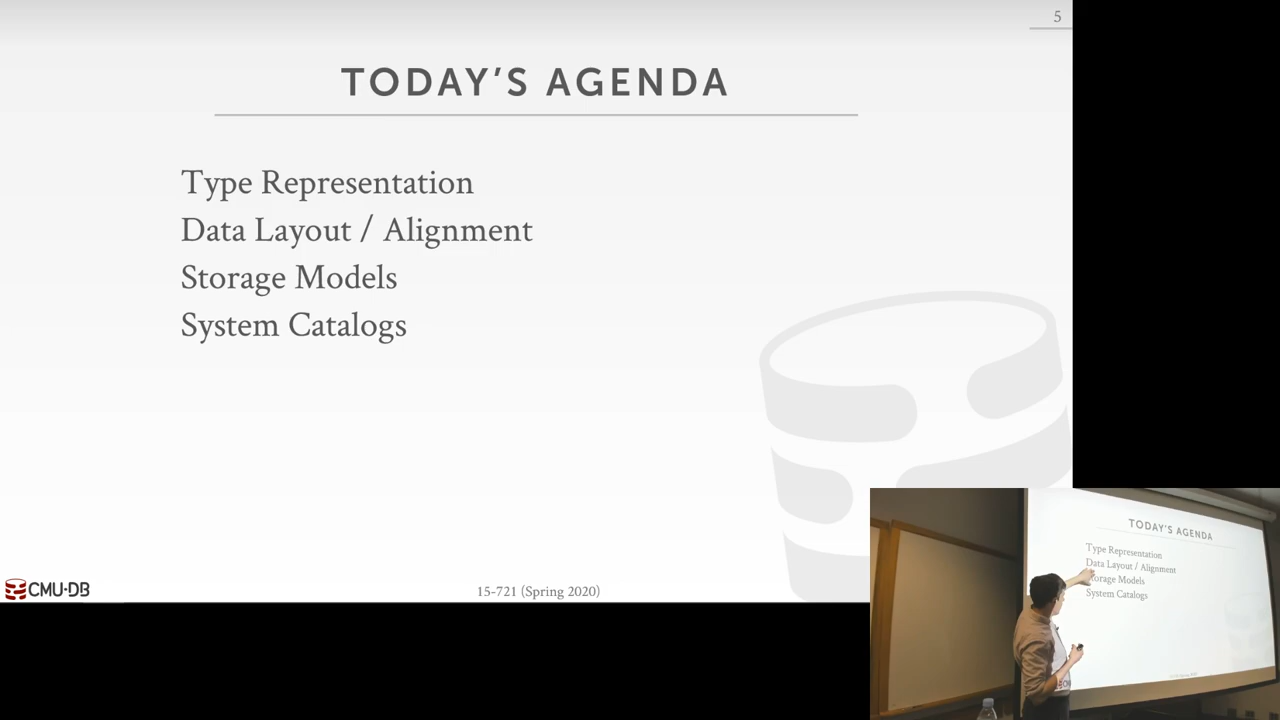 5
TODAY’S AGENDA
Type Representation
Data Layout / Alignment
Storage Models
System Catalogs
CMU·DB
15-721 (Spring 2020)
TODAY'S AGENDA
Type Representation
Data Layout / Alignment
Storage Models
System Catalogs